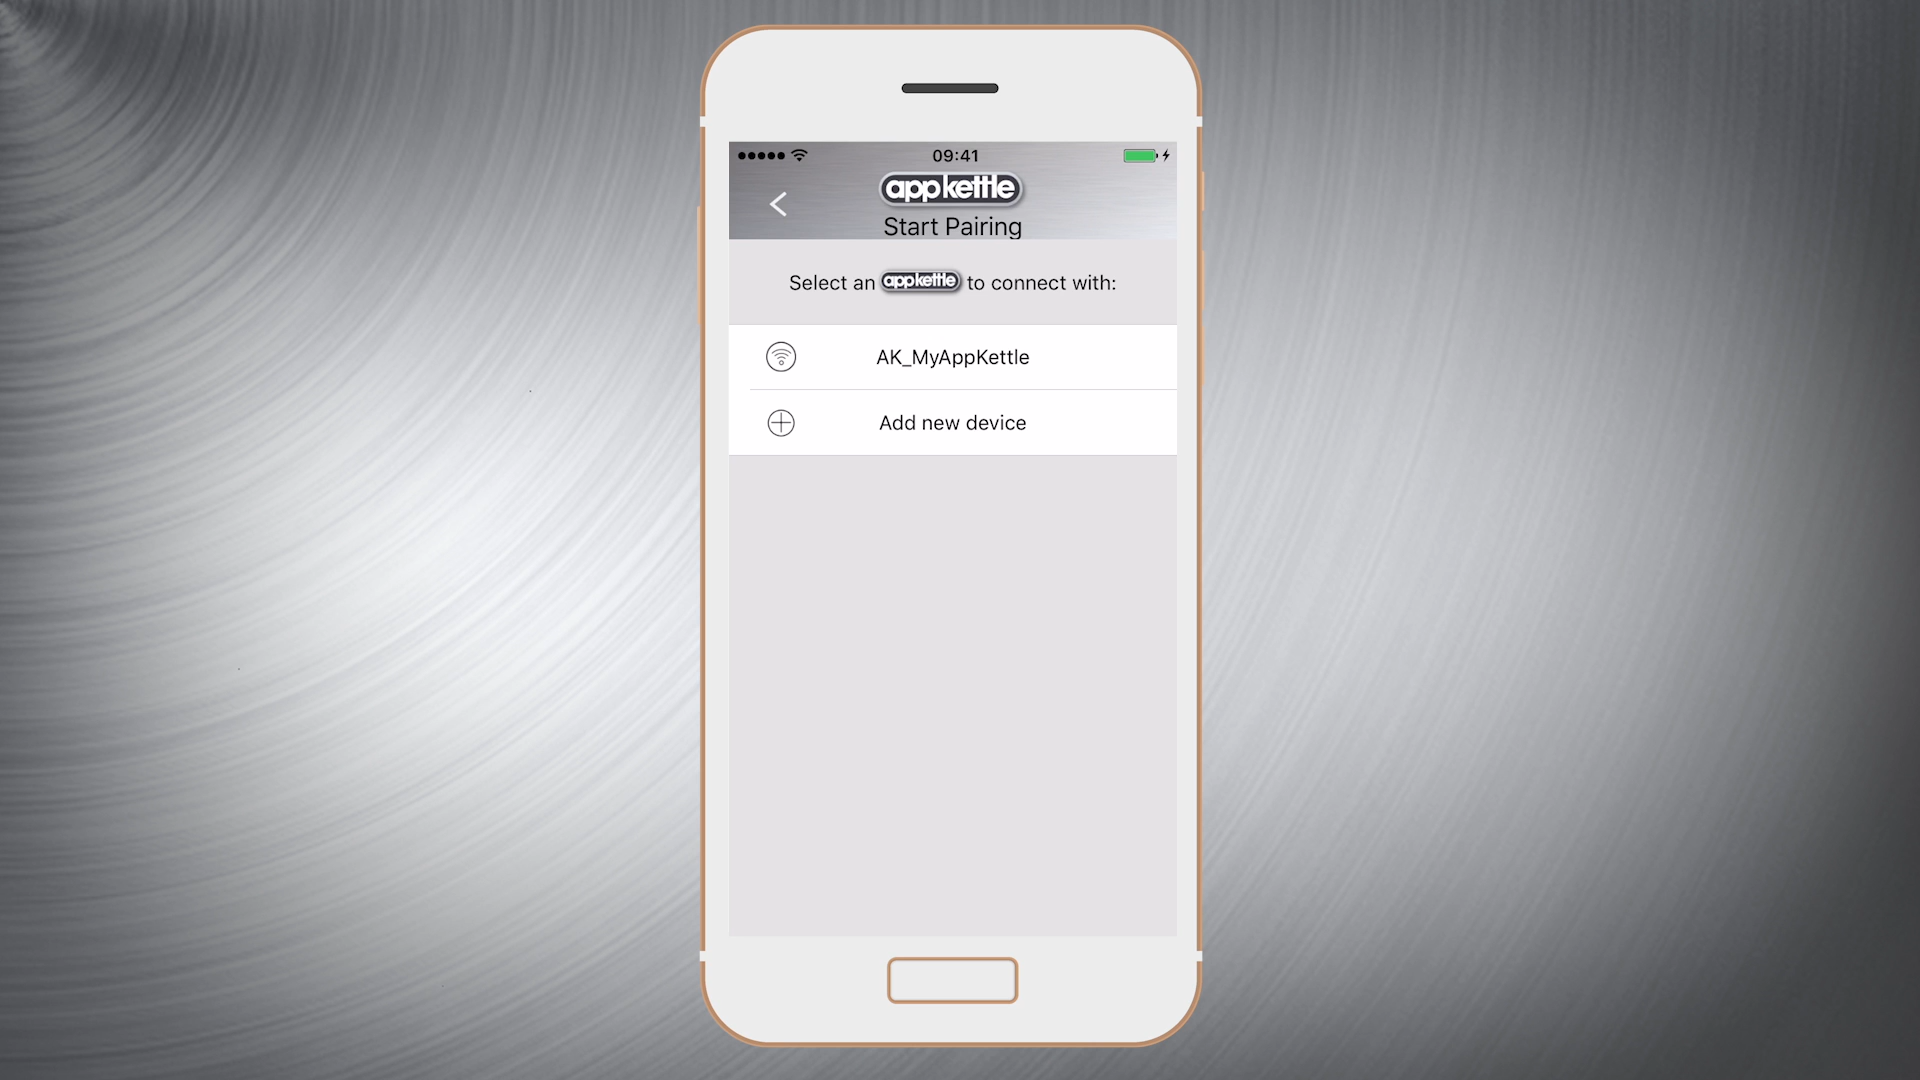 09:41
appkettle
Start Pairing
Select an appkettle to connect with:
AK_MyAppKettle
Add new device